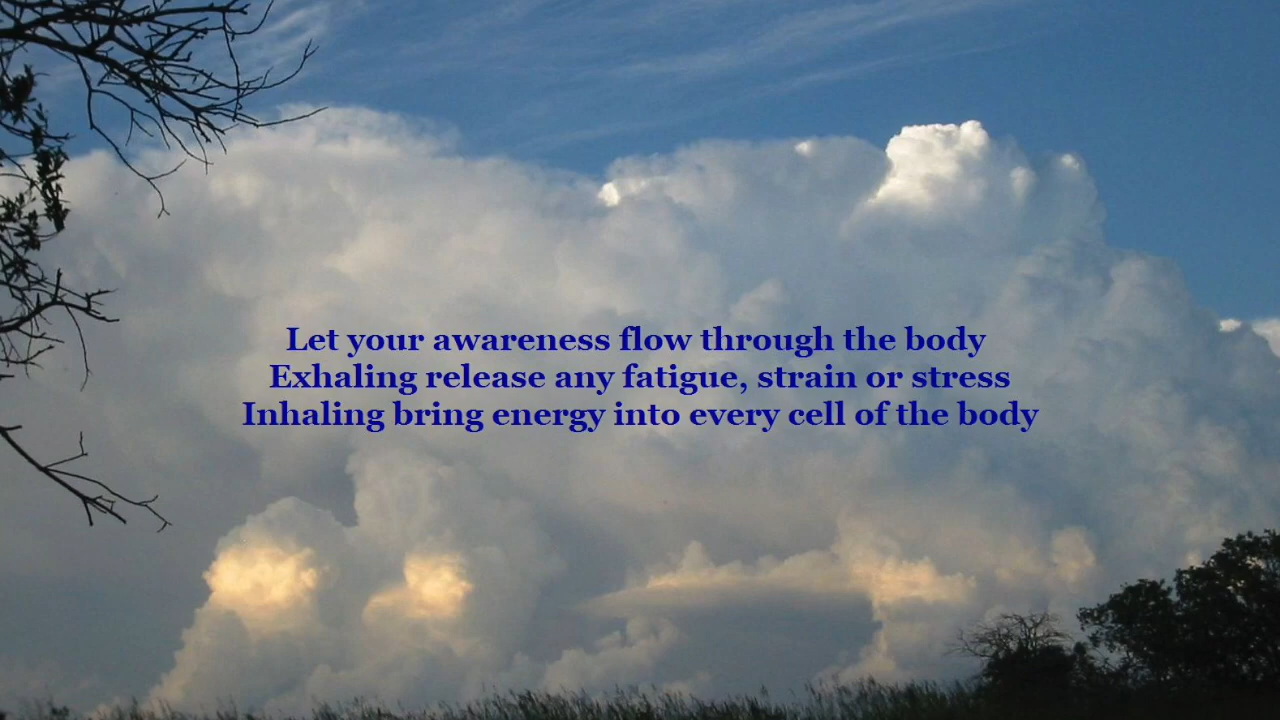 Let your awareness flow through the body
Exhaling release any fatigue, strain or stress
Inhaling bring energy into every cell of the body